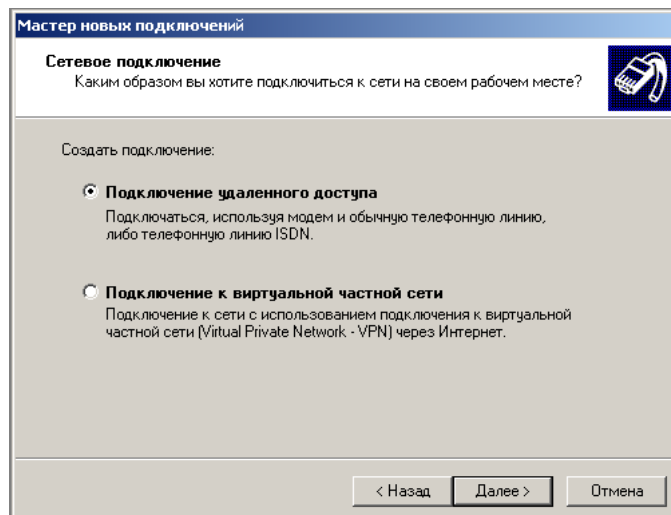 Мастер новых подключений
Сетевое подключение
Каким образом вы хотите подключиться к сети на своем рабочем месте?
Создать подключение:
Подключение удаленного доступа
Подключаться, используя модем и обычную телефонную линию,
либо телефонную линию ISDN.
Подключение к виртуальной частной сети
Подключение к сети с использованием подключения к виртуальной
частной сети (Virtual Private Network - VPN) через Интернет.
< Назад Далее > Отмена